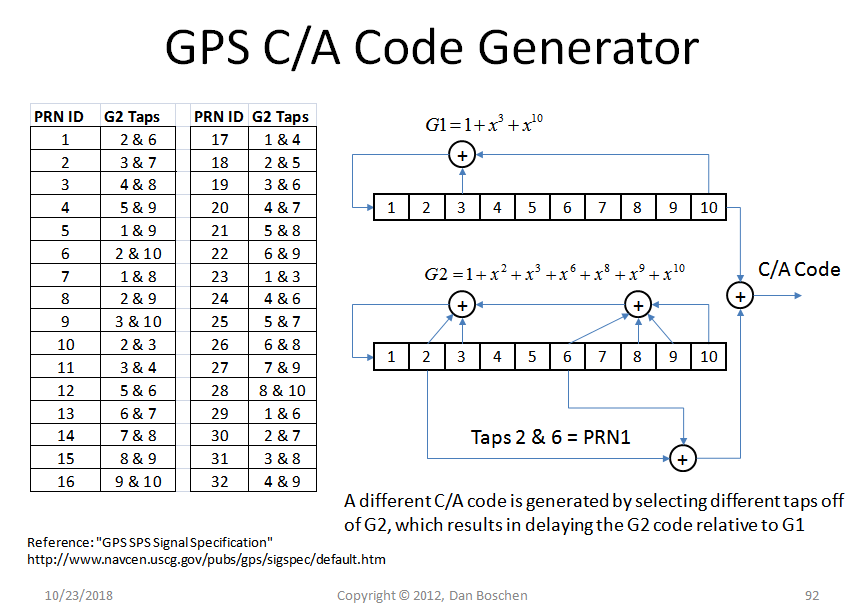 GPS C/A Code Generator
PRN ID G2 Taps PRN ID G2 Taps
1 2 & 6 17 1 & 4
2 3 & 7 18 2 & 5
3 4 & 8 19 3 & 6
4 5 & 9 20 4 & 7
5 1 & 9 21 5 & 8
6 2 & 10 22 6 & 9
7 1 & 8 23 1 & 3
8 2 & 9 24 4 & 6
9 3 & 10 25 5 & 7
10 2 & 3 26 6 & 8
11 3 & 4 27 7 & 9
12 5 & 6 28 8 & 10
13 6 & 7 29 1 & 6
14 7 & 8 30 2 & 7
15 8 & 9 31 3 & 8
16 9 & 10 32 4 & 9
Reference: "GPS SPS Signal Specification"
http://www.navcen.uscg.gov/pubs/gps/sigspec/default.htm
G1=1+x³+x¹⁰
+
1 2 3 4 5 6 7 8 9 10
G2=1+x²+x³+x⁶+x⁸+x⁹+x¹⁰
+ +
1 2 3 4 5 6 7 8 9 10
C/A Code
+
Taps 2 & 6 = PRN1
+
A different C/A code is generated by selecting different taps off
of G2, which results in delaying the G2 code relative to G1
10/23/2018 Copyright © 2012, Dan Boschen 92